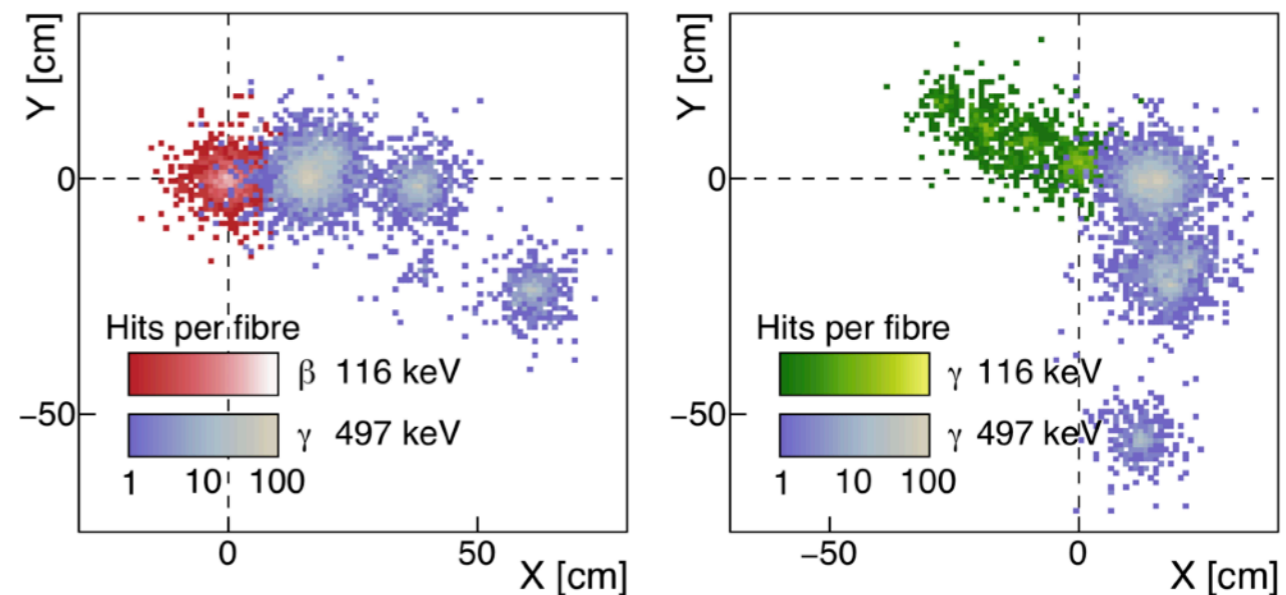 Y [cm]
0
−50
Hits per fibre
β 116 keV
γ 497 keV
1 10 100
0 50
X [cm]
Y [cm]
0
−50
Hits per fibre
γ 116 keV
γ 497 keV
1 10 100
−50 0
X [cm]